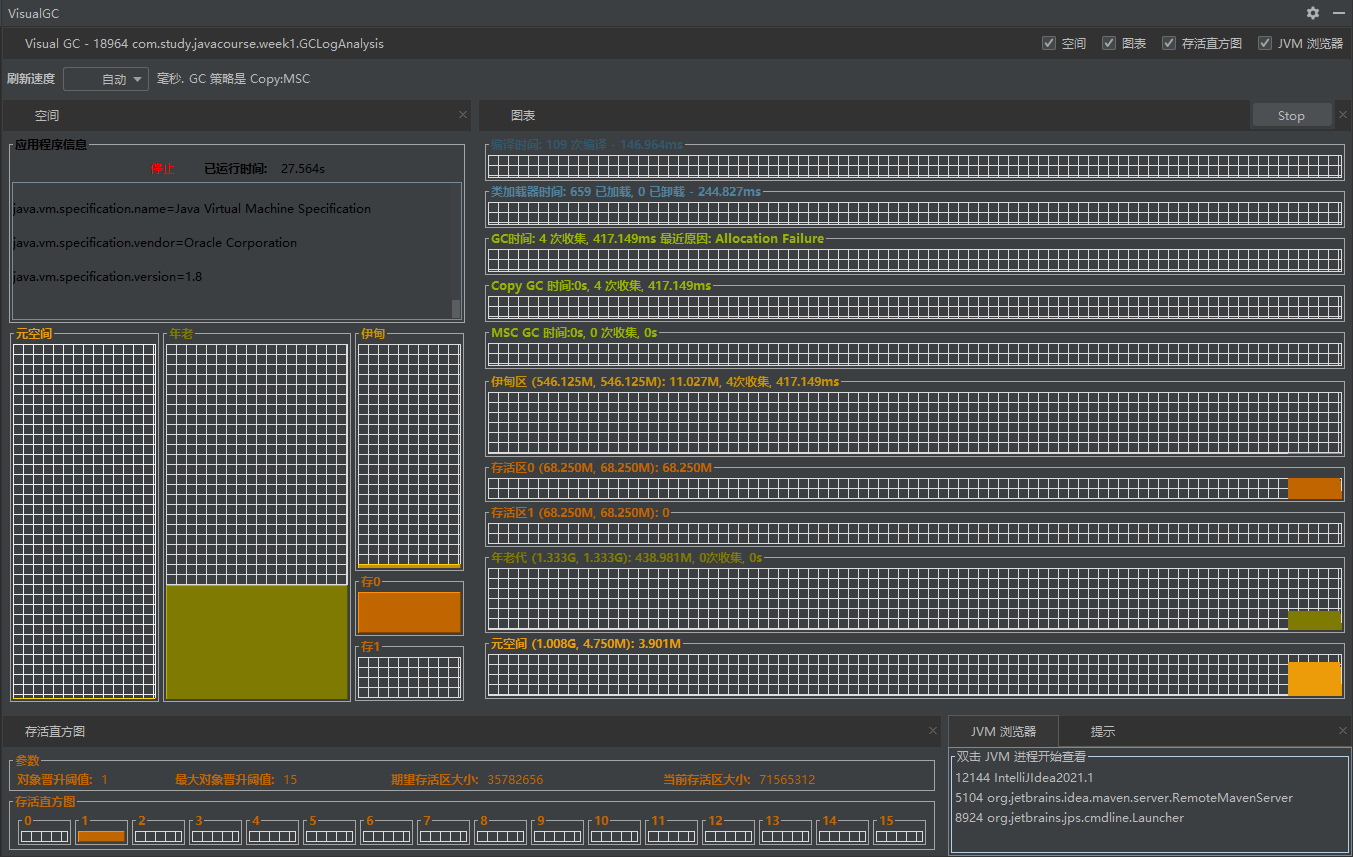 VisualGC
Visual GC - 18964 com.study.javacourse.week1.GCLogAnalysis
空间 图表 存活直方图 JVM 浏览器
刷新速度 自动 毫秒. GC 策略是 Copy:MSC
空间
应用程序信息
停止 已运行时间: 27.564s
java.vm.specification.name=Java Virtual Machine Specification
java.vm.specification.vendor=Oracle Corporation
java.vm.specification.version=1.8
元空间 年老 伊甸
存0
存1
图表 Stop
编译时间: 109 次编译 - 146.964ms
类加载器时间: 659 已加载, 0 已卸载 - 244.827ms
GC时间: 4 次收集, 417.149ms 最近原因: Allocation Failure
Copy GC 时间:0s, 4 次收集, 417.149ms
MSC GC 时间:0s, 0 次收集, 0s
伊甸区 (546.125M, 546.125M): 11.027M, 4次收集, 417.149ms
存活区0 (68.250M, 68.250M): 68.250M
存活区1 (68.250M, 68.250M): 0
年老代 (1.333G, 1.333G): 438.981M, 0次收集, 0s
元空间 (1.008G, 4.750M): 3.901M
存活直方图
参数
对象晋升阈值: 1 最大对象晋升阈值: 15 期望存活区大小: 35782656 当前存活区大小: 71565312
存活直方图
0 1 2 3 4 5 6 7 8 9 10 11 12 13 14 15
JVM 浏览器 提示
双击 JVM 进程开始查看
12144 IntelliJIdea2021.1
5104 org.jetbrains.idea.maven.server.RemoteMavenServer
8924 org.jetbrains.jps.cmdline.Launcher